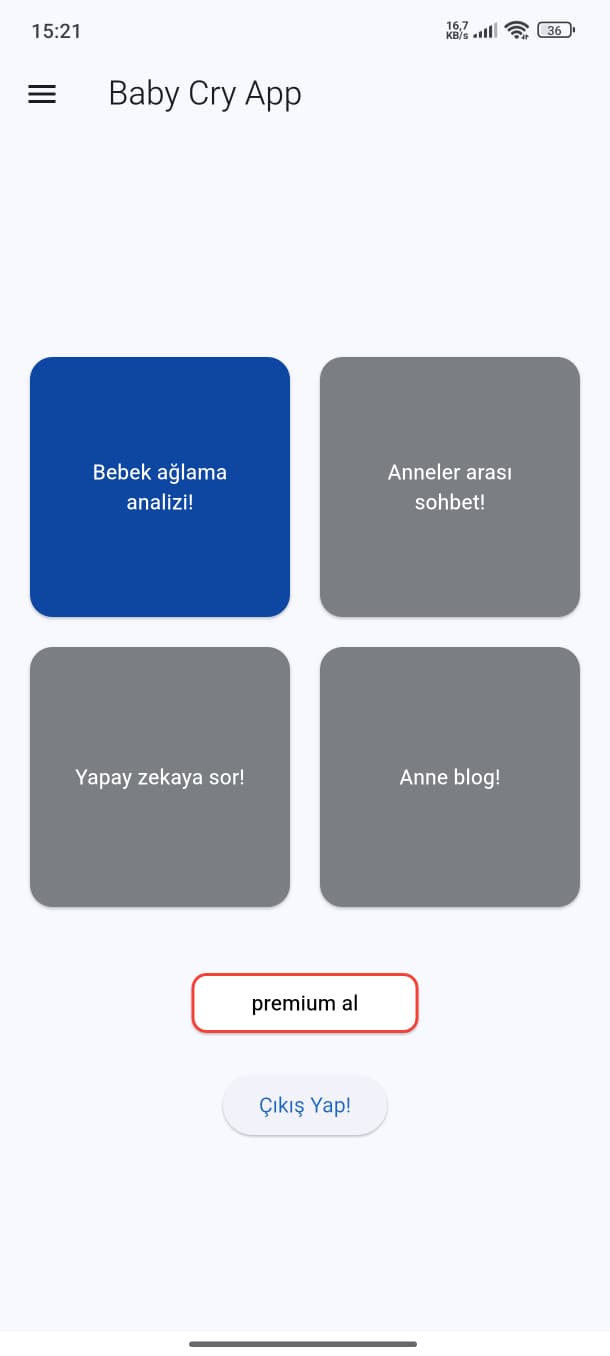 15:21
16,7
KB/s
36
Baby Cry App
Bebek ağlama
analizi!
Anneler arası
sohbet!
Yapay zekaya sor!
Anne blog!
premium al
Çıkış Yap!